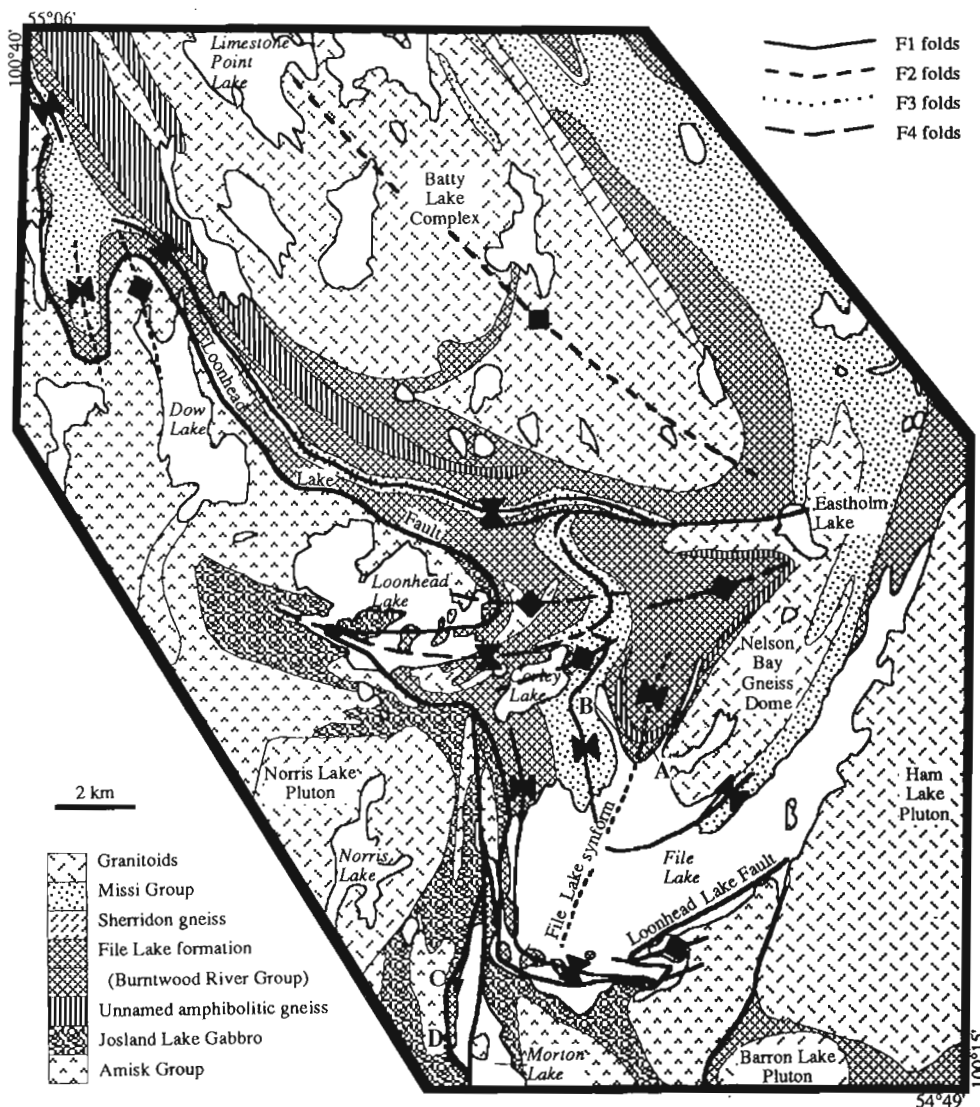 55°06'
100°40'
Limestone
Point
Lake
F1 folds
F2 folds
F3 folds
F4 folds
Batty
Lake
Complex
Loonhead
Dow
Lake
Lake
Fault
Eastholm
Lake
Loonhead
Lake
Nelson
Bay
Gneiss
Dome
Corley
Lake
B
A
Norris Lake
Pluton
Ham
Lake
Pluton
2 km
Norris
Lake
File Lake synform
File
Lake
Loonhead Lake Fault
Granitoids
Missi Group
Sherridon gneiss
File Lake formation
(Burntwood River Group)
Unnamed amphibolitic gneiss
Josland Lake Gabbro
Amisk Group
C
D
Morton
Lake
Barron Lake
Pluton
100°15'
54°49'